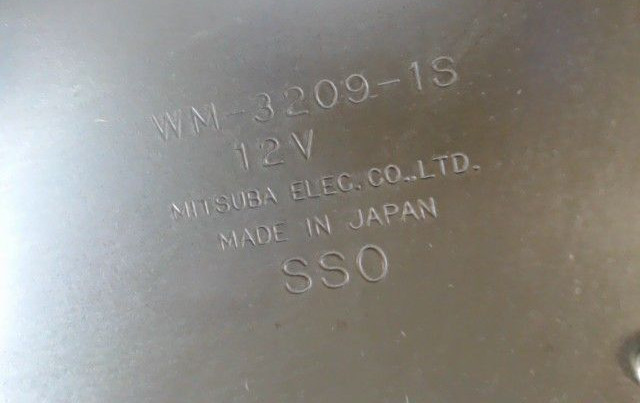 WM-3209-1S
12V
MITSUBA ELEC. CO.,LTD.
MADE IN JAPAN
SSO